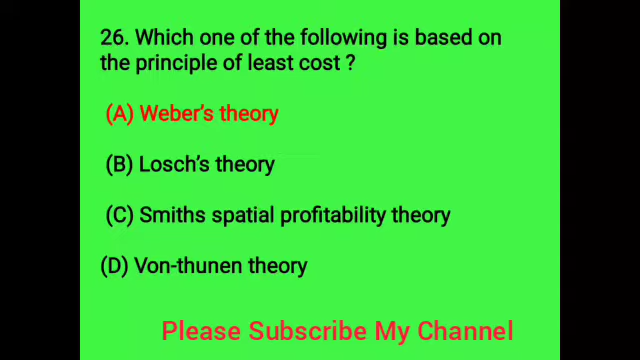 26. Which one of the following is based on
the principle of least cost ?
(A) Weber's theory
(B) Losch's theory
(C) Smiths spatial profitability theory
(D) Von-thunen theory
Please Subscribe My Channel